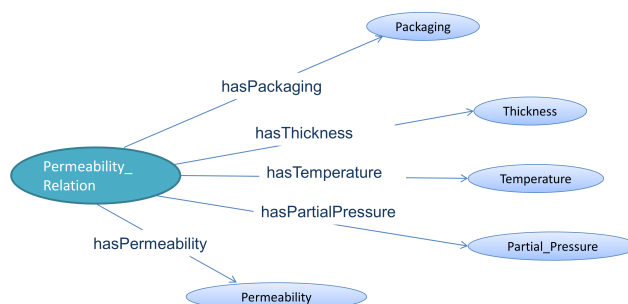 Packaging
hasPackaging
Thickness
hasThickness
Permeability_
Relation
hasTemperature
Temperature
hasPartialPressure
Partial_Pressure
hasPermeability
Permeability